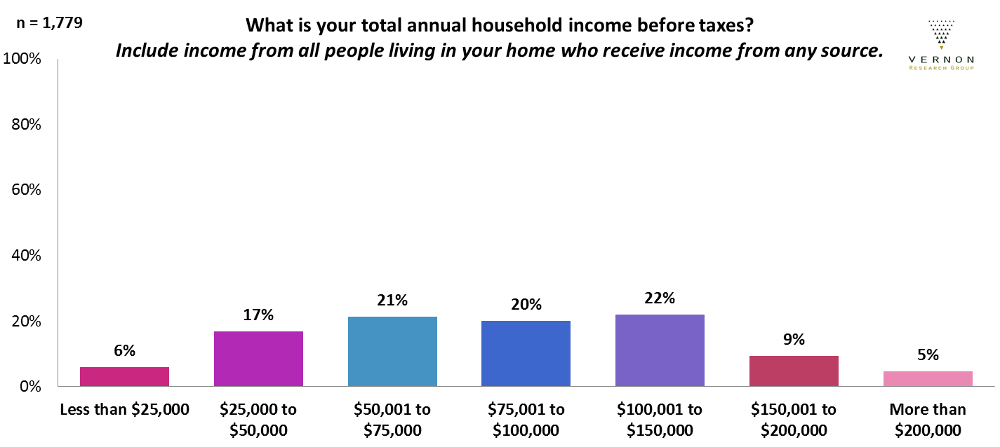 n = 1,779
What is your total annual household income before taxes?
Include income from all people living in your home who receive income from any source.
VERNON
RESEARCH GROUP
100%
80%
60%
40%
20%
0%
6%
17%
21%
20%
22%
9%
5%
Less than $25,000
$25,000 to
$50,000
$50,001 to
$75,000
$75,001 to
$100,000
$100,001 to
$150,000
$150,001 to
$200,000
More than
$200,000